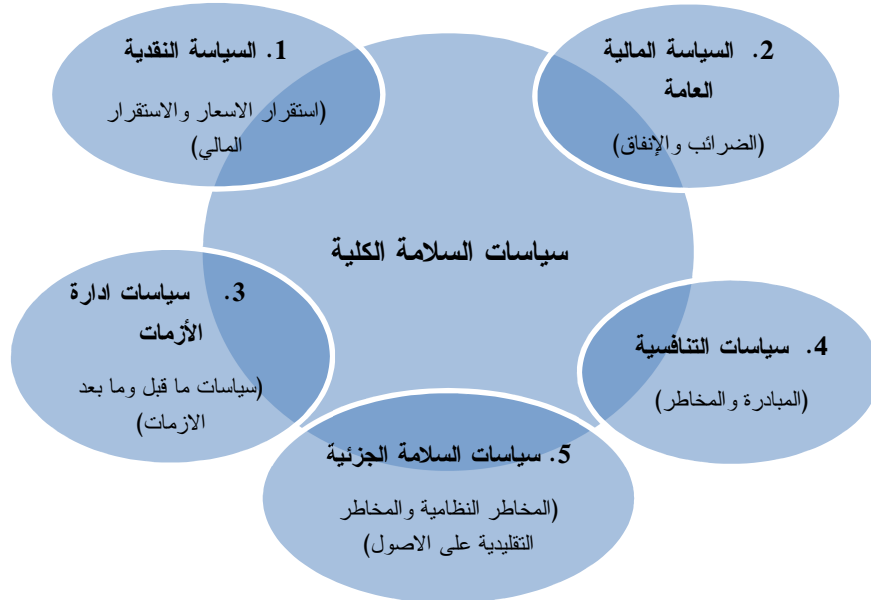 1. السياسة النقدية
(استقرار الاسعار والاستقرار
المالي)
2. السياسة المالية
العامة
(الضرائب والإنفاق)
سياسات السلامة الكلية
3. سياسات ادارة
الأزمات
(سياسات ما قبل وما بعد
الازمات)
4. سياسات التنافسية
(المبادرة والمخاطر)
5. سياسات السلامة الجزئية
(المخاطر النظامية والمخاطر
التقليدية على الاصول)